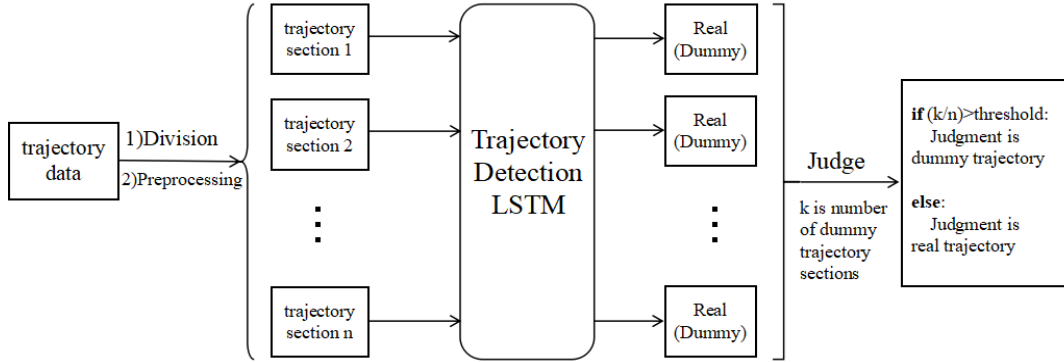 trajectory
data
1)Division
2)Preprocessing
trajectory
section 1
trajectory
section 2
trajectory
section n
Trajectory
Detection
LSTM
Real
(Dummy)
Real
(Dummy)
Real
(Dummy)
Judge
k is number
of dummy
trajectory
sections
if (k/n)>threshold:
Judgment is
dummy trajectory
else:
Judgment is
real trajectory